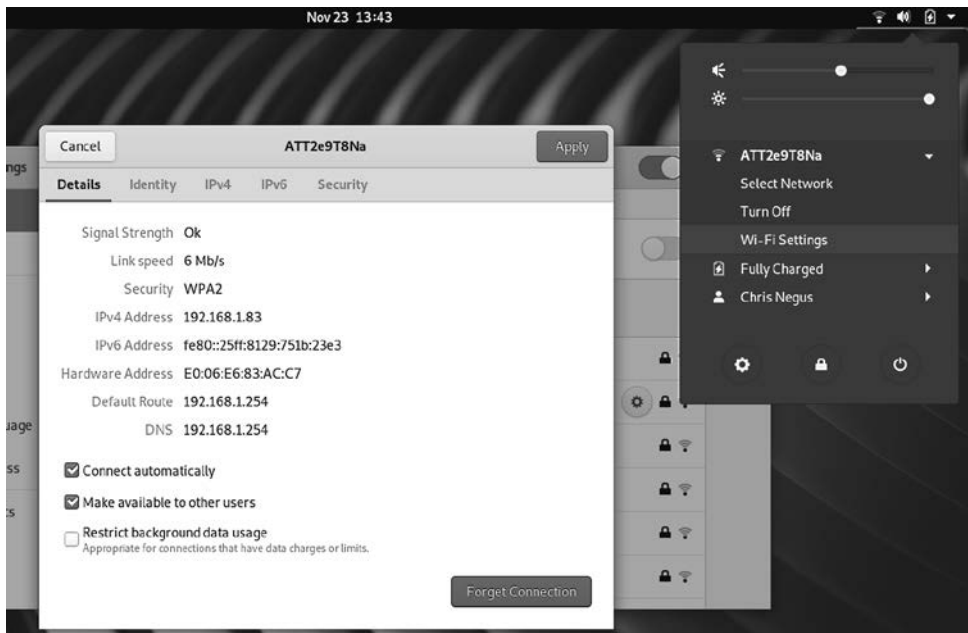 Nov 23 13:43
ngs
uage
ss
ts
Cancel
ATT2e9T8Na
Apply
Details
Identity
IPv4
IPv6
Security
Signal Strength Ok
Link speed 6 Mb/s
Security WPA2
IPv4 Address 192.168.1.83
IPv6 Address fe80::25ff:8129:751b:23e3
Hardware Address E0:06:E6:83:AC:C7
Default Route 192.168.1.254
DNS 192.168.1.254
Connect automatically
Make available to other users
Restrict background data usage
Appropriate for connections that have data charges or limits.
Forget Connection
ATT2e9T8Na
Select Network
Turn Off
Wi-Fi Settings
Fully Charged
Chris Negus